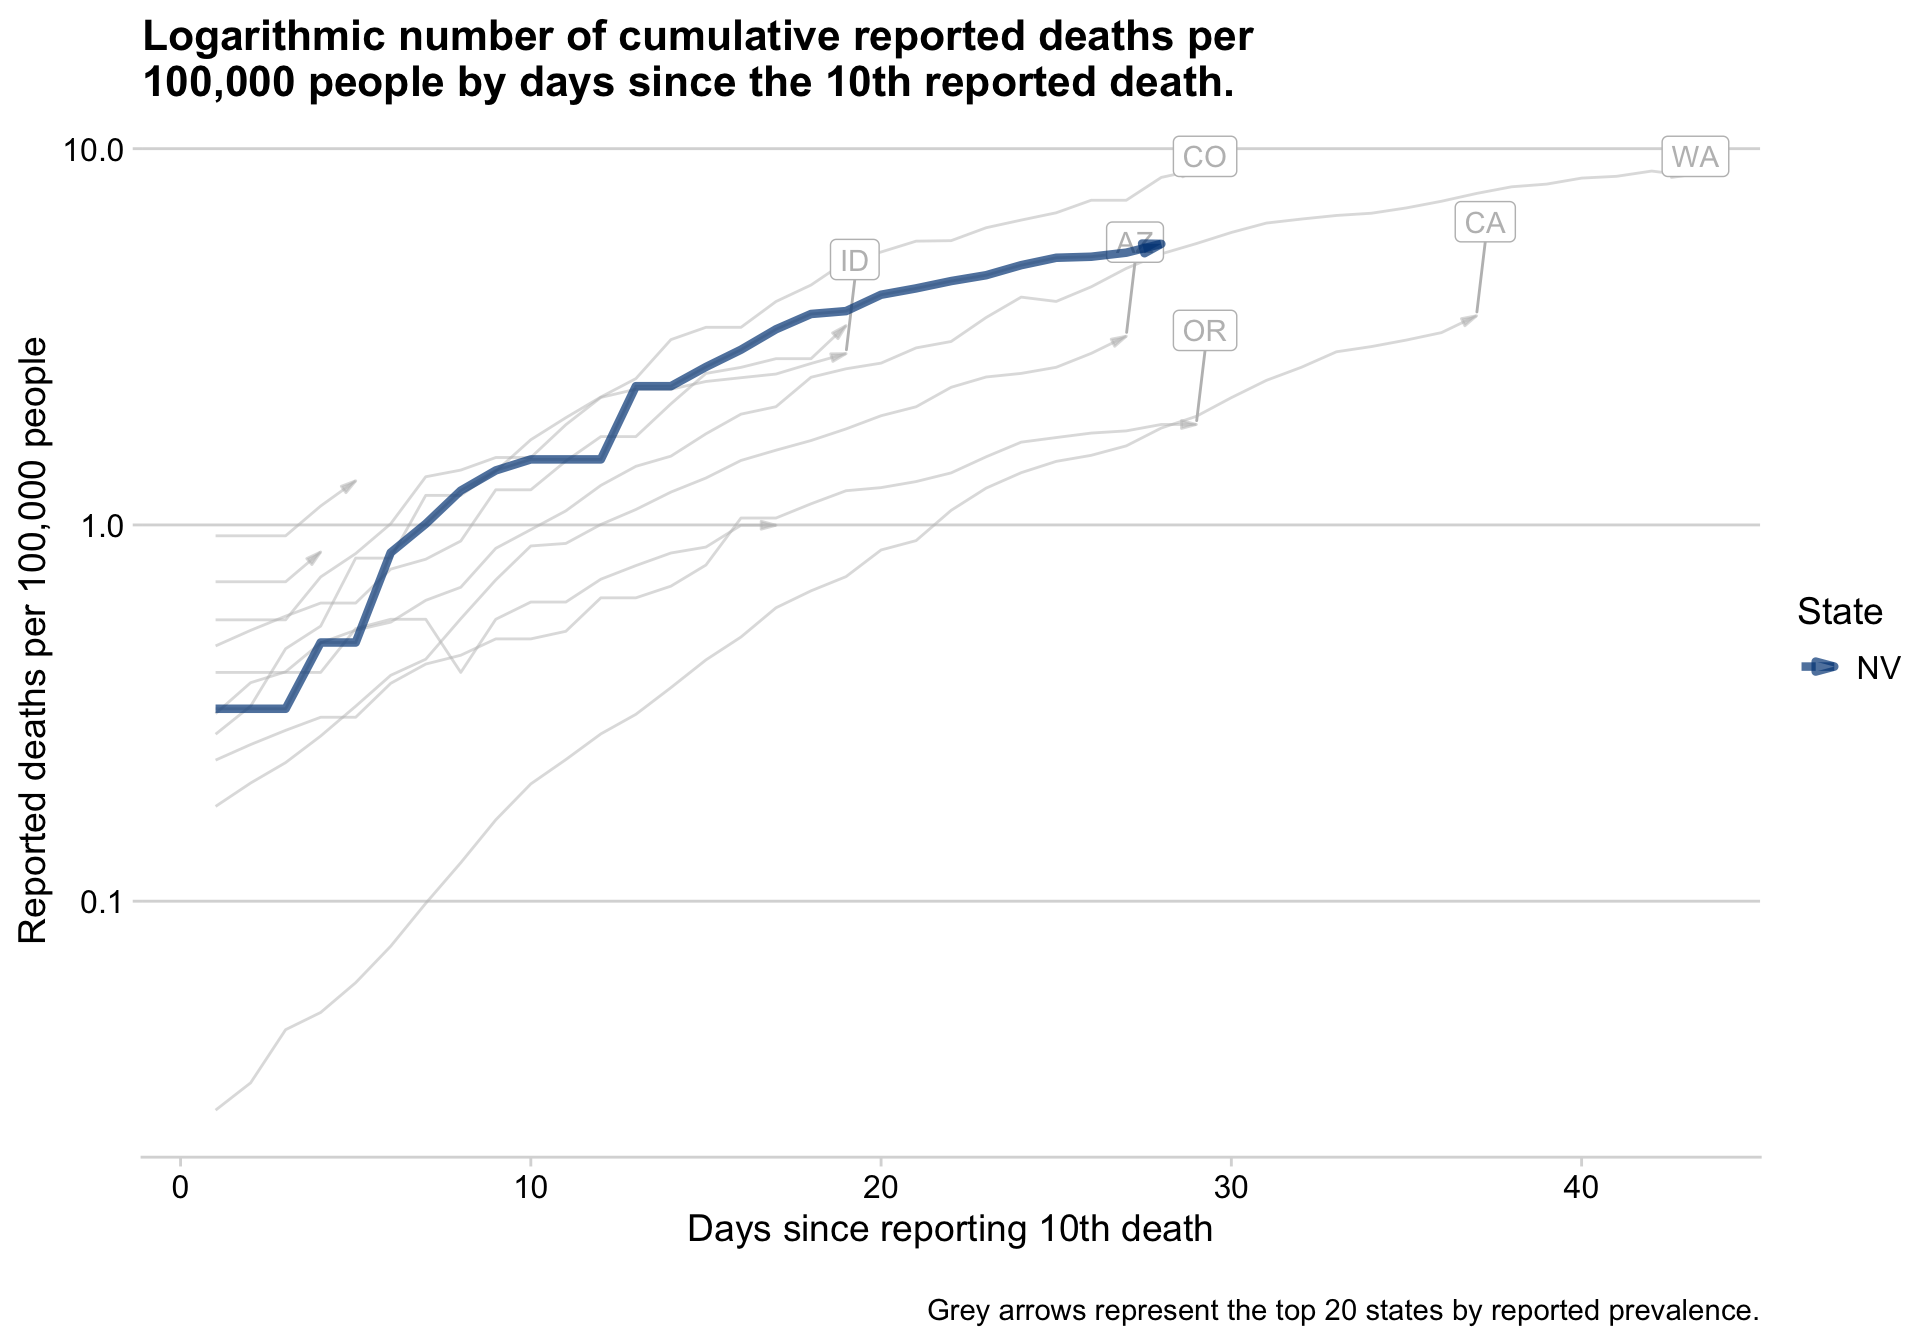 Logarithmic number of cumulative reported deaths per
100,000 people by days since the 10th reported death.
10.0
1.0
0.1
Reported deaths per 100,000 people
CO
WA
CA
AZ
ID
OR
State
NV
0 10 20 30 40
Days since reporting 10th death
Grey arrows represent the top 20 states by reported prevalence.